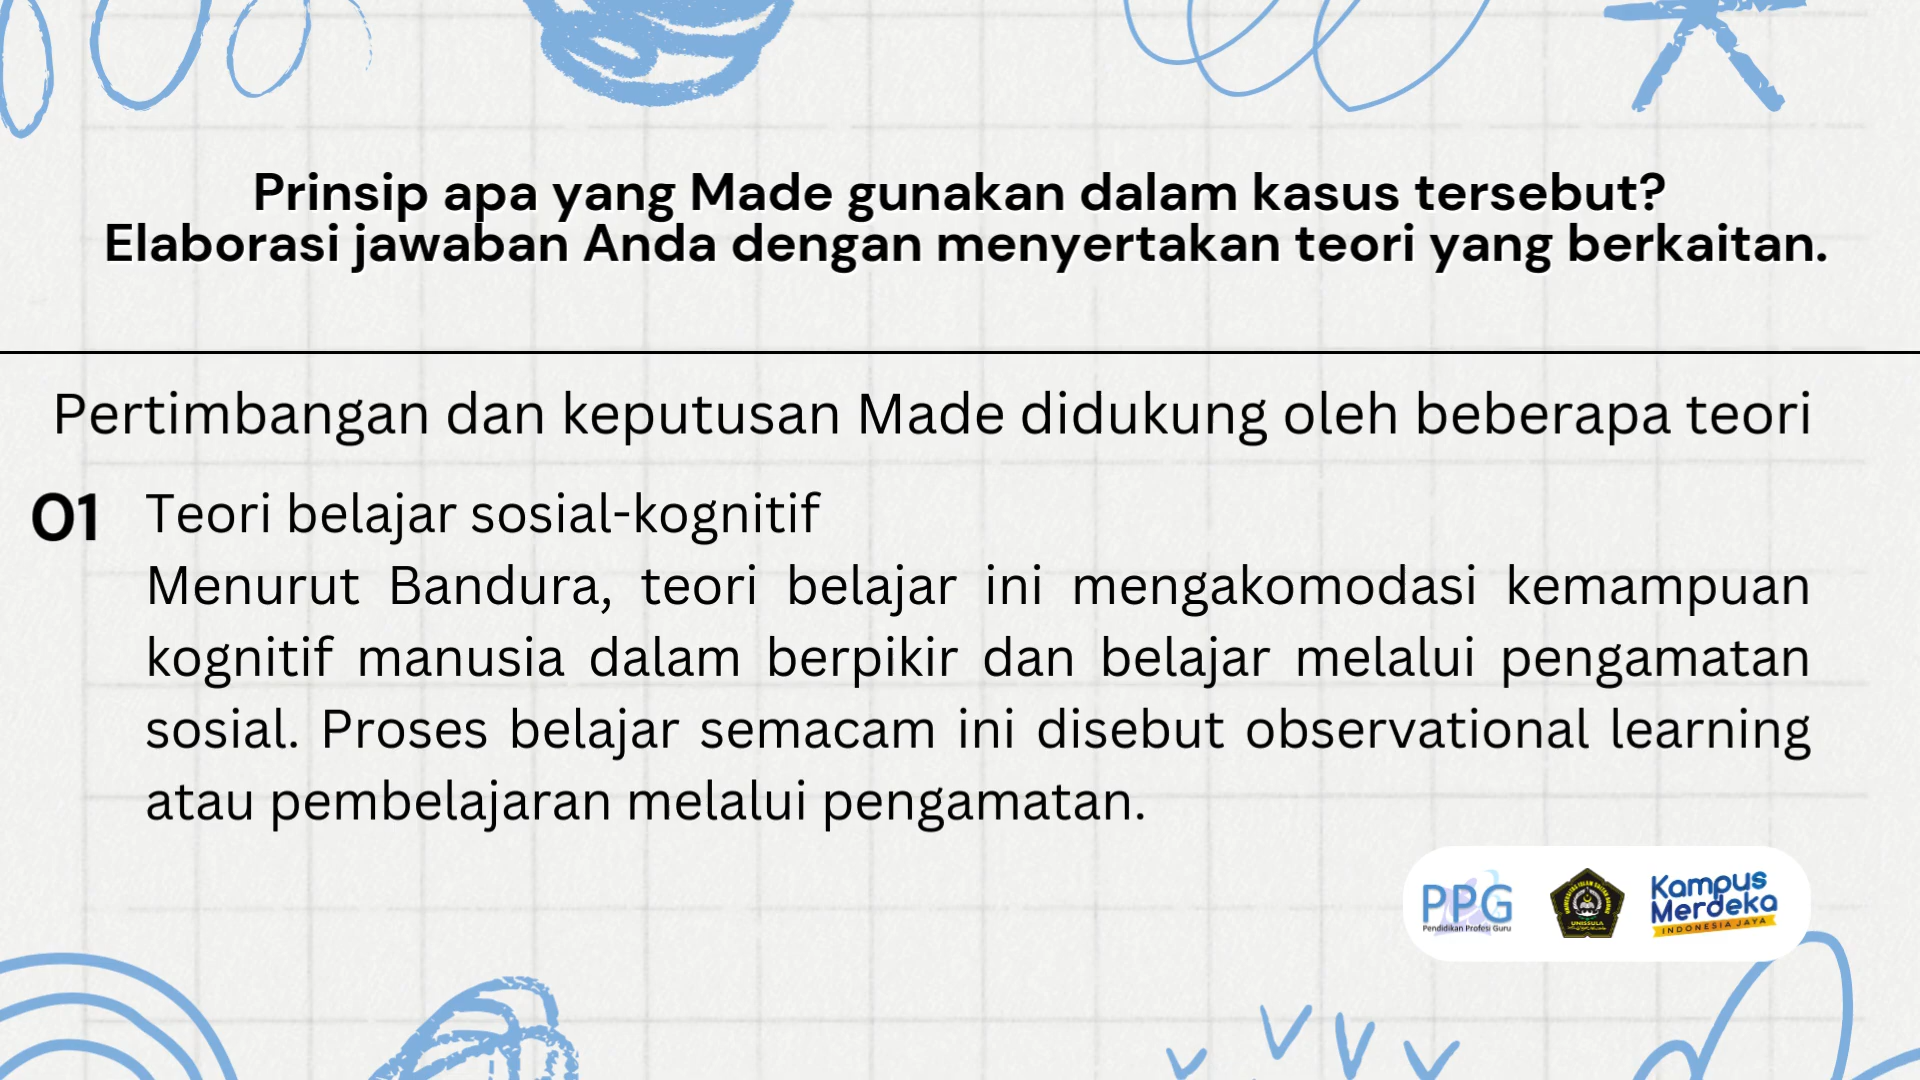 Prinsip apa yang Made gunakan dalam kasus tersebut?
Elaborasi jawaban Anda dengan menyertakan teori yang berkaitan.
Pertimbangan dan keputusan Made didukung oleh beberapa teori
01
Teori belajar sosial-kognitif
Menurut Bandura, teori belajar ini mengakomodasi kemampuan
kognitif manusia dalam berpikir dan belajar melalui pengamatan
sosial. Proses belajar semacam ini disebut observational learning
atau pembelajaran melalui pengamatan.
PPG
Pendidikan Profesi Guru
UNISSULA
Kampus
Merdeka
INDONESIA JAYA